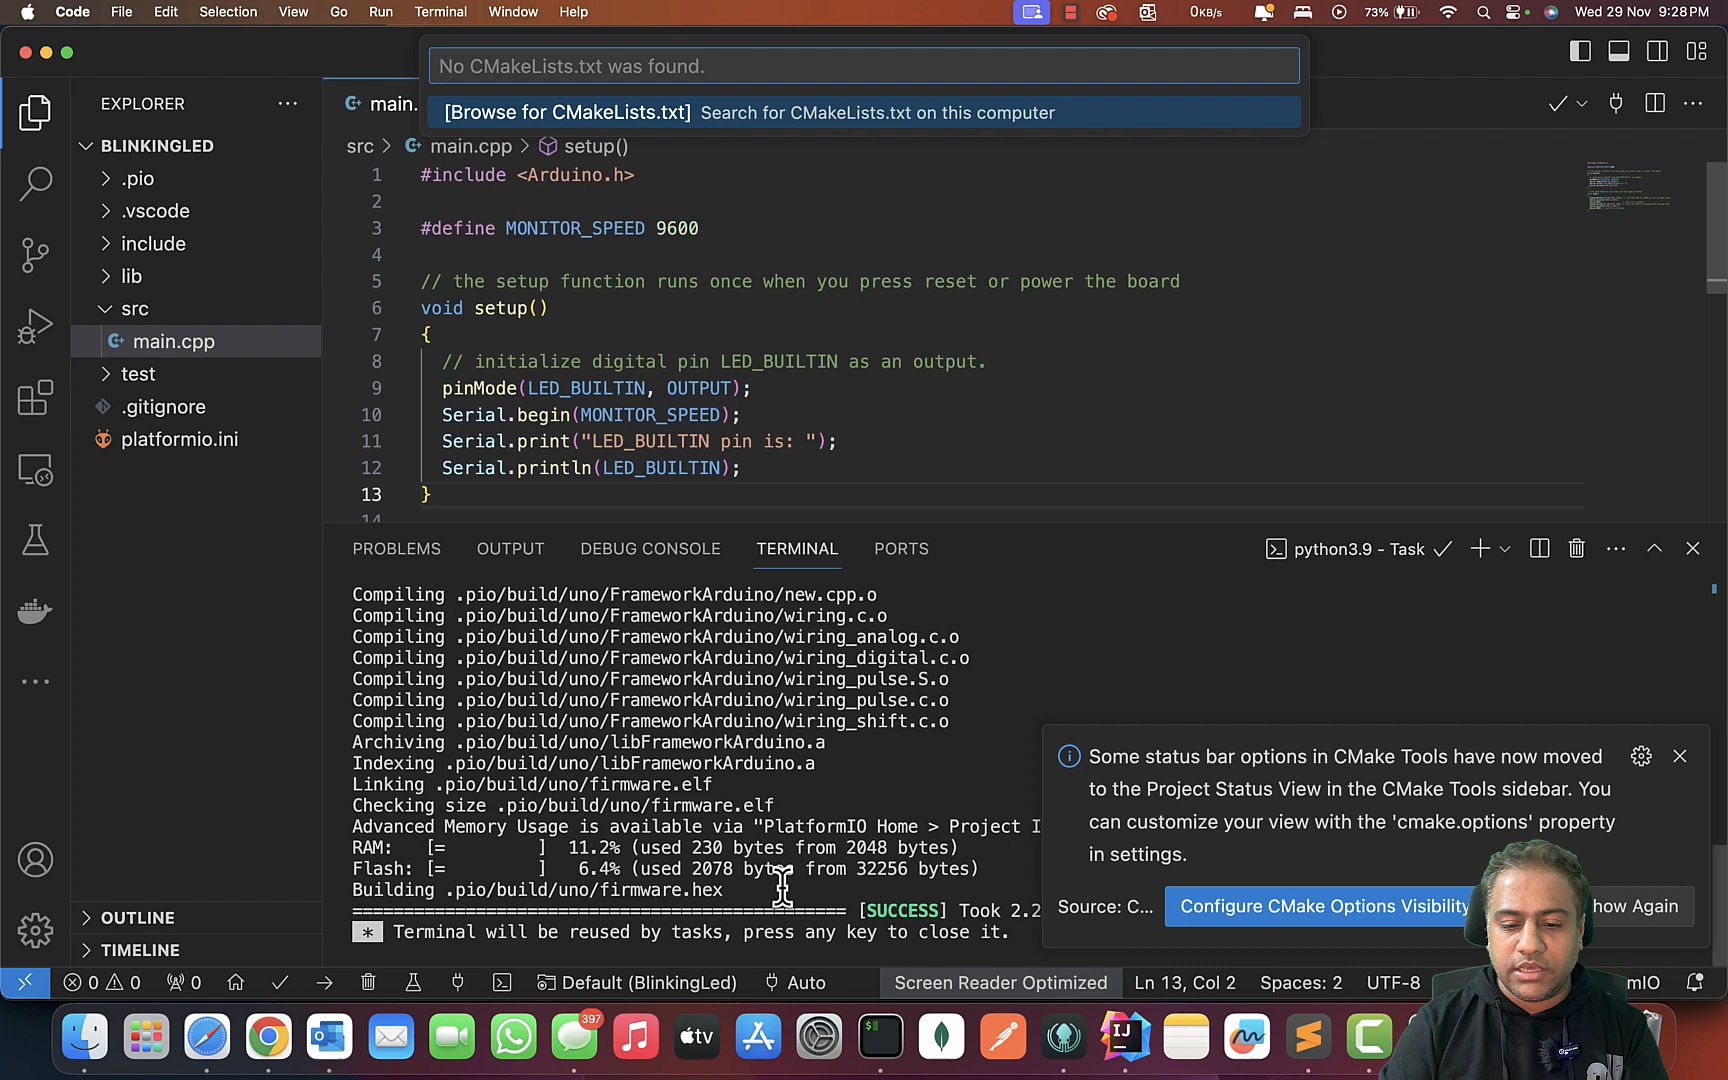 Code File Edit Selection View Go Run Terminal Window Help
0KB/s 73% Wed 29 Nov 9:28PM
No CMakeLists.txt was found.
[Browse for CMakeLists.txt] Search for CMakeLists.txt on this computer
EXPLORER
BLINKINGLED
.pio
.vscode
include
lib
src
main.cpp
test
.gitignore
platformio.ini
OUTLINE
TIMELINE
main.
src > main.cpp > setup()
1 #include <Arduino.h>
2
3 #define MONITOR_SPEED 9600
4
5 // the setup function runs once when you press reset or power the board
6 void setup()
7 {
8 // initialize digital pin LED_BUILTIN as an output.
9 pinMode(LED_BUILTIN, OUTPUT);
10 Serial.begin(MONITOR_SPEED);
11 Serial.print("LED_BUILTIN pin is: ");
12 Serial.println(LED_BUILTIN);
13 }
14
PROBLEMS OUTPUT DEBUG CONSOLE TERMINAL PORTS
python3.9 - Task
Compiling .pio/build/uno/FrameworkArduino/new.cpp.o
Compiling .pio/build/uno/FrameworkArduino/wiring.c.o
Compiling .pio/build/uno/FrameworkArduino/wiring_analog.c.o
Compiling .pio/build/uno/FrameworkArduino/wiring_digital.c.o
Compiling .pio/build/uno/FrameworkArduino/wiring_pulse.S.o
Compiling .pio/build/uno/FrameworkArduino/wiring_pulse.c.o
Compiling .pio/build/uno/FrameworkArduino/wiring_shift.c.o
Archiving .pio/build/uno/libFrameworkArduino.a
Indexing .pio/build/uno/libFrameworkArduino.a
Linking .pio/build/uno/firmware.elf
Checking size .pio/build/uno/firmware.elf
Advanced Memory Usage is available via "PlatformIO Home > Project I
RAM: [= ] 11.2% (used 230 bytes from 2048 bytes)
Flash: [= ] 6.4% (used 2078 bytes from 32256 bytes)
Building .pio/build/uno/firmware.hex
================================================ [SUCCESS] Took 2.2
* Terminal will be reused by tasks, press any key to close it.
Some status bar options in CMake Tools have now moved
to the Project Status View in the CMake Tools sidebar. You
can customize your view with the 'cmake.options' property
in settings.
Source: C... Configure CMake Options Visibility how Again
0 0 0 Default (BlinkingLed) Auto Screen Reader Optimized Ln 13, Col 2 Spaces: 2 UTF-8 mIO
397
tv
$
IJ